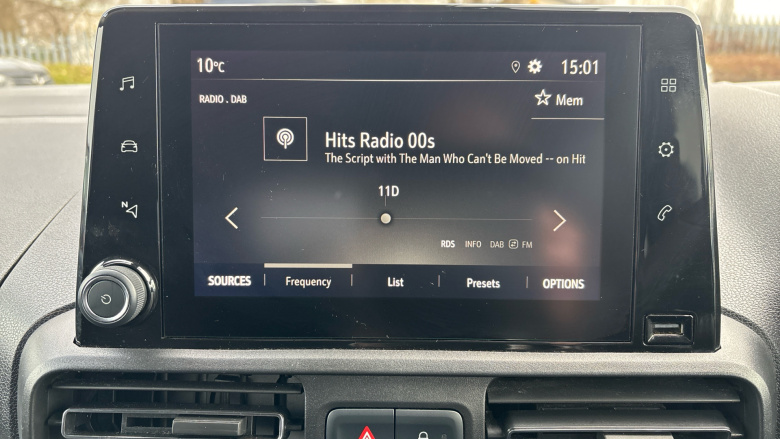 10°C 15:01
RADIO . DAB Mem
Hits Radio 00s
The Script with The Man Who Can't Be Moved -- on Hit
11D
N
RDS INFO DAB FM
SOURCES Frequency List Presets OPTIONS